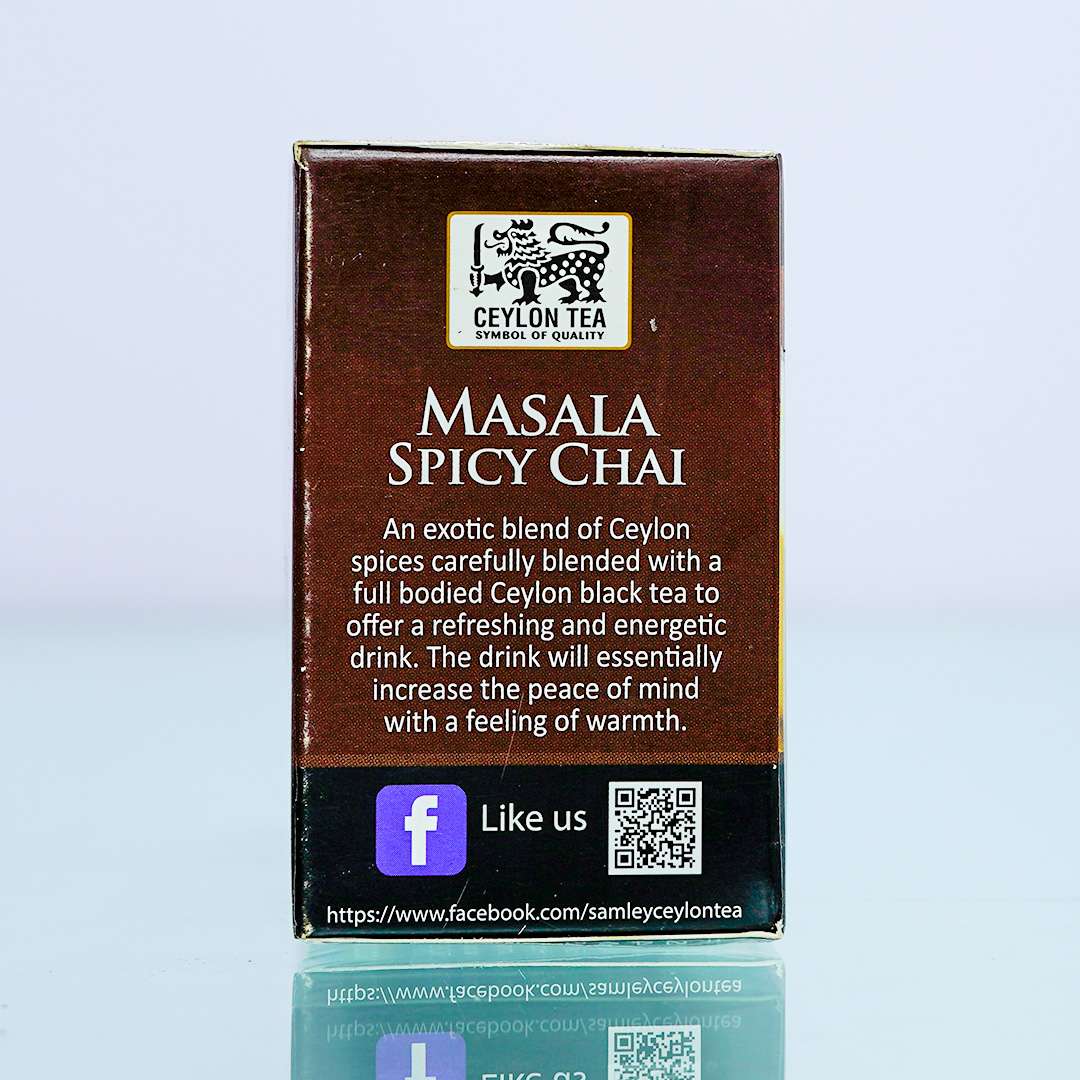 CEYLON TEA
SYMBOL OF QUALITY
MASALA
SPICY CHAI
An exotic blend of Ceylon
spices carefully blended with a
full bodied Ceylon black tea to
offer a refreshing and energetic
drink. The drink will essentially
increase the peace of mind
with a feeling of warmth.
f
Like us
https://www.facebook.com/samleyceylontea